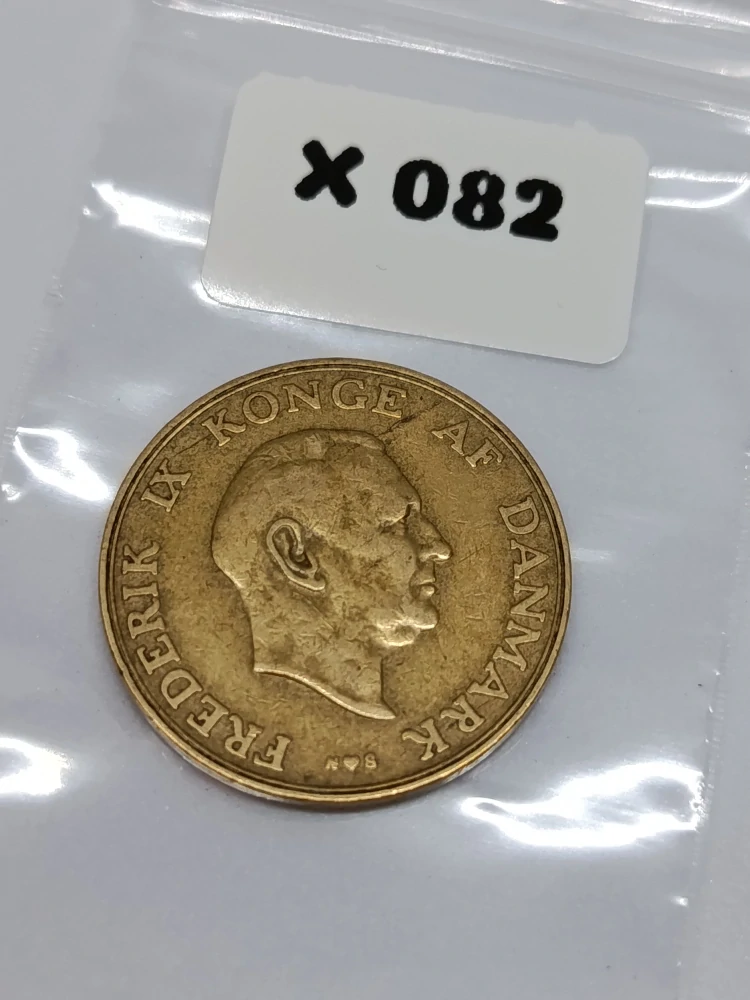 X 082
FREDERIK IX KONGE AF DANMARK
N♥S